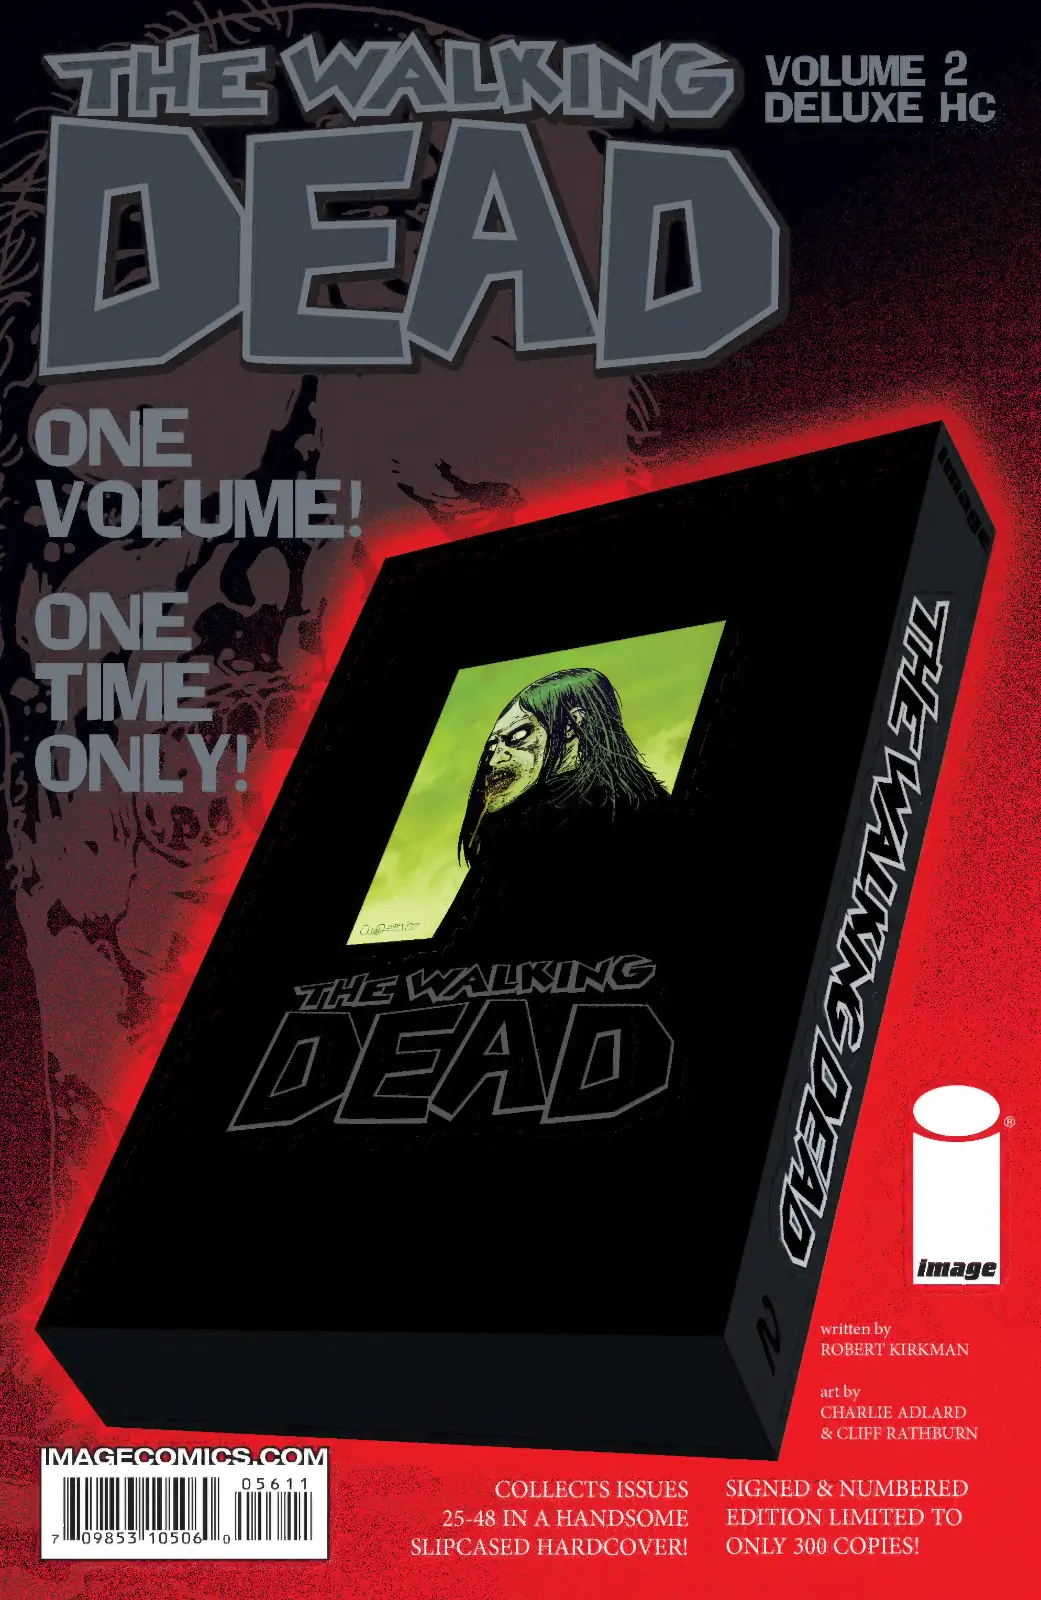 THE WALKING
DEAD
VOLUME 2
DELUXE HC
ONE
VOLUME!
ONE
TIME
ONLY!
image
THE WALKING DEAD
2
THE WALKING
DEAD
®
image
written by
ROBERT KIRKMAN
art by
CHARLIE ADLARD
& CLIFF RATHBURN
IMAGECOMICS.COM
05611
7 09853 10506 0
COLLECTS ISSUES
25-48 IN A HANDSOME
SLIPCASED HARDCOVER!
SIGNED & NUMBERED
EDITION LIMITED TO
ONLY 300 COPIES!